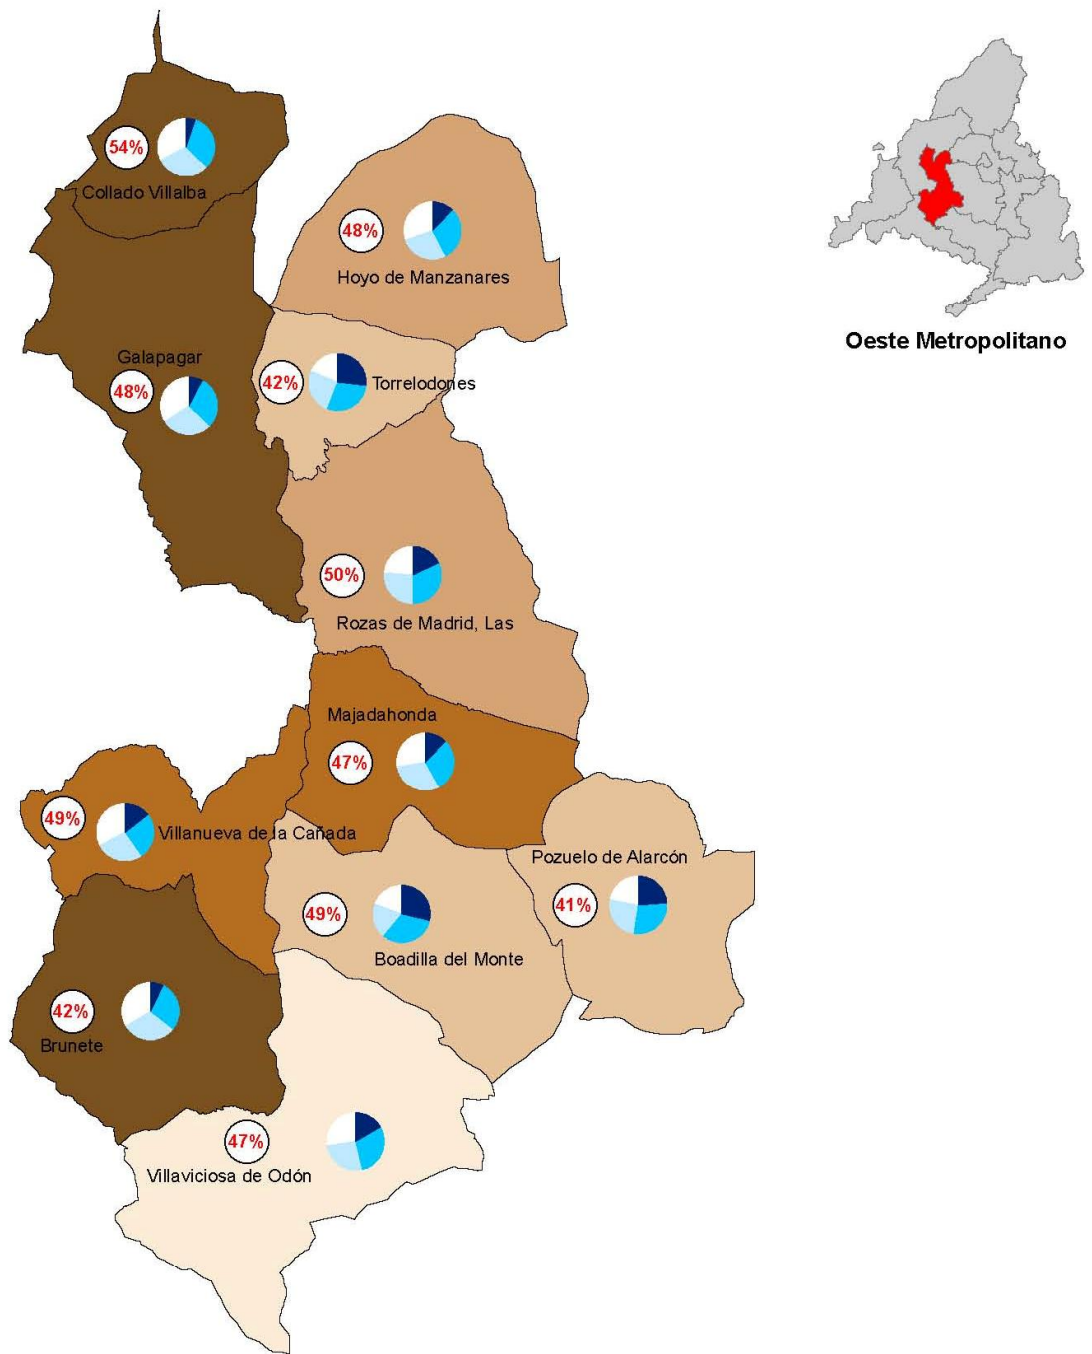 54%
Collado Villalba
48%
Hoyo de Manzanares
Oeste Metropolitano
Galapagar
48%
42%
Torrelodones
50%
Rozas de Madrid, Las
Majadahonda
47%
49%
Villanueva de la Cañada
Pozuelo de Alarcón
41%
49%
Boadilla del Monte
42%
Brunete
47%
Villaviciosa de Odón